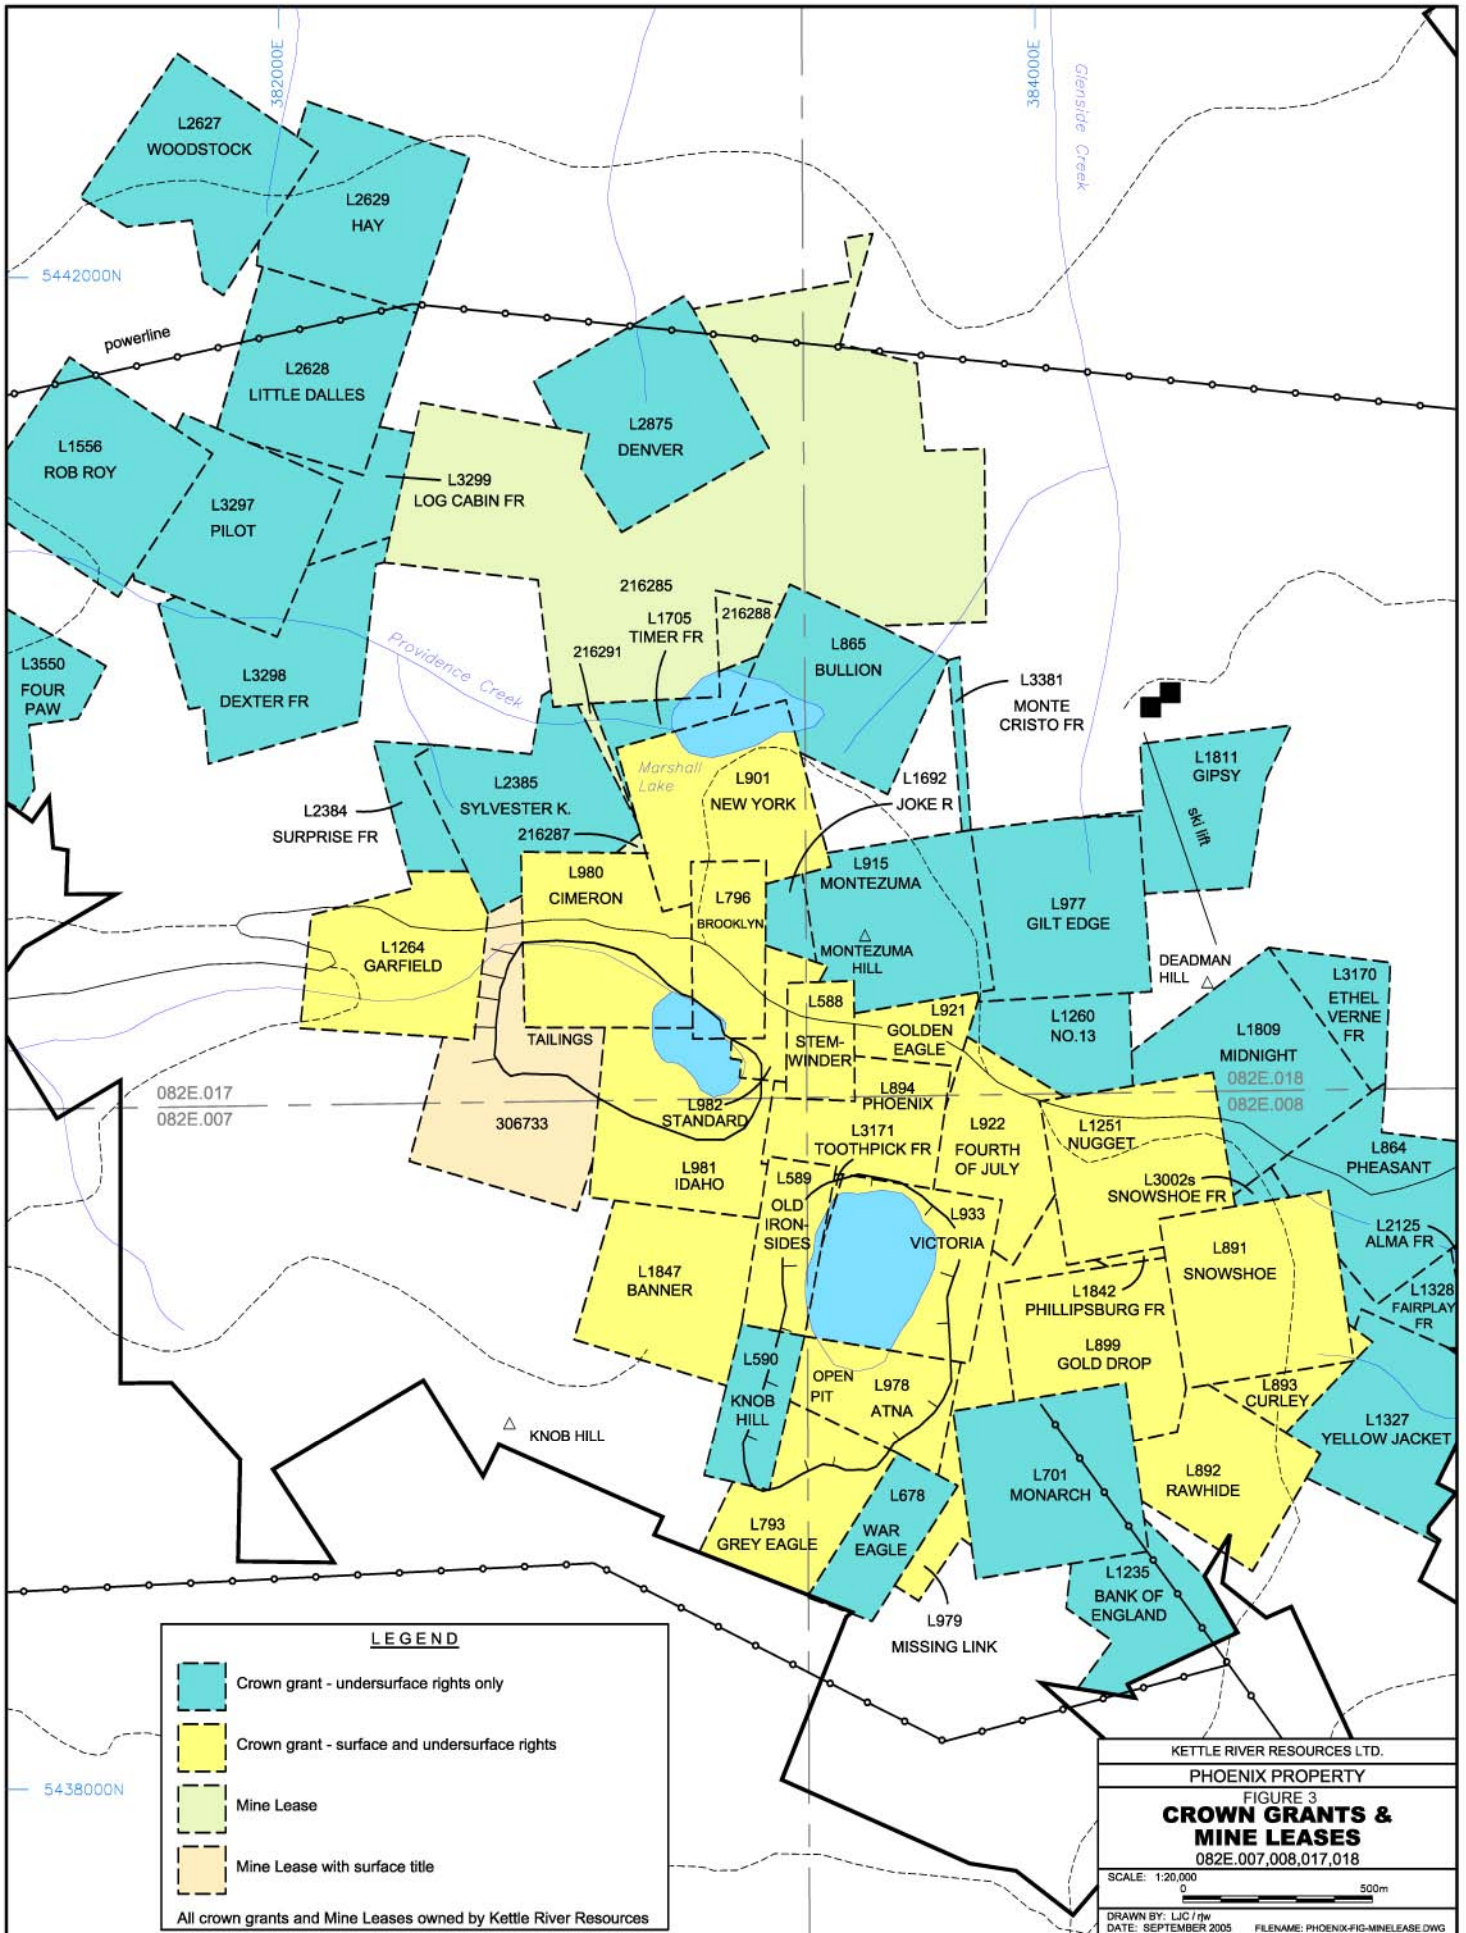 382000E
384000E
Glenside Creek
L2627
WOODSTOCK
L2629
HAY
5442000N
powerline
L2628
LITTLE DALLES
L1556
ROB ROY
L2875
DENVER
L3297
PILOT
L3299
LOG CABIN FR
216285
L1705
TIMER FR
216288
216291
L865
BULLION
Providence Creek
L3550
FOUR
PAW
L3298
DEXTER FR
L3381
MONTE
CRISTO FR
L1811
GIPSY
ski lift
Marshall
Lake
L901
NEW YORK
L1692
JOKE R
L2385
SYLVESTER K.
L2384
SURPRISE FR
216287
L980
CIMERON
L796
BROOKLYN
L915
MONTEZUMA
L977
GILT EDGE
MONTEZUMA
HILL
L1264
GARFIELD
DEADMAN
HILL
L3170
ETHEL
VERNE
FR
L588
STEM-
WINDER
L921
GOLDEN
EAGLE
L1260
NO.13
L1809
MIDNIGHT
TAILINGS
082E.017
082E.007
082E.018
082E.008
L894
PHOENIX
L982
STANDARD
306733
L3171
TOOTHPICK FR
L922
FOURTH
OF JULY
L1251
NUGGET
L864
PHEASANT
L981
IDAHO
L589
OLD
IRON-
SIDES
L3002s
SNOWSHOE FR
L933
VICTORIA
L2125
ALMA FR
L891
SNOWSHOE
L1847
BANNER
L1842
PHILLIPSBURG FR
L1328
FAIRPLAY
FR
L899
GOLD DROP
L590
KNOB
HILL
OPEN
PIT
L978
ATNA
L893
CURLEY
L1327
YELLOW JACKET
KNOB HILL
L701
MONARCH
L892
RAWHIDE
L678
WAR
EAGLE
L793
GREY EAGLE
L1235
BANK OF
ENGLAND
L979
MISSING LINK
5438000N
LEGEND
Crown grant - undersurface rights only
Crown grant - surface and undersurface rights
Mine Lease
Mine Lease with surface title
All crown grants and Mine Leases owned by Kettle River Resources
KETTLE RIVER RESOURCES LTD.
PHOENIX PROPERTY
FIGURE 3
CROWN GRANTS &
MINE LEASES
082E.007,008,017,018
SCALE: 1:20,000
0 500m
DRAWN BY: LJC / rjw
DATE: SEPTEMBER 2005 FILENAME: PHOENIX-FIG-MINELEASE.DWG